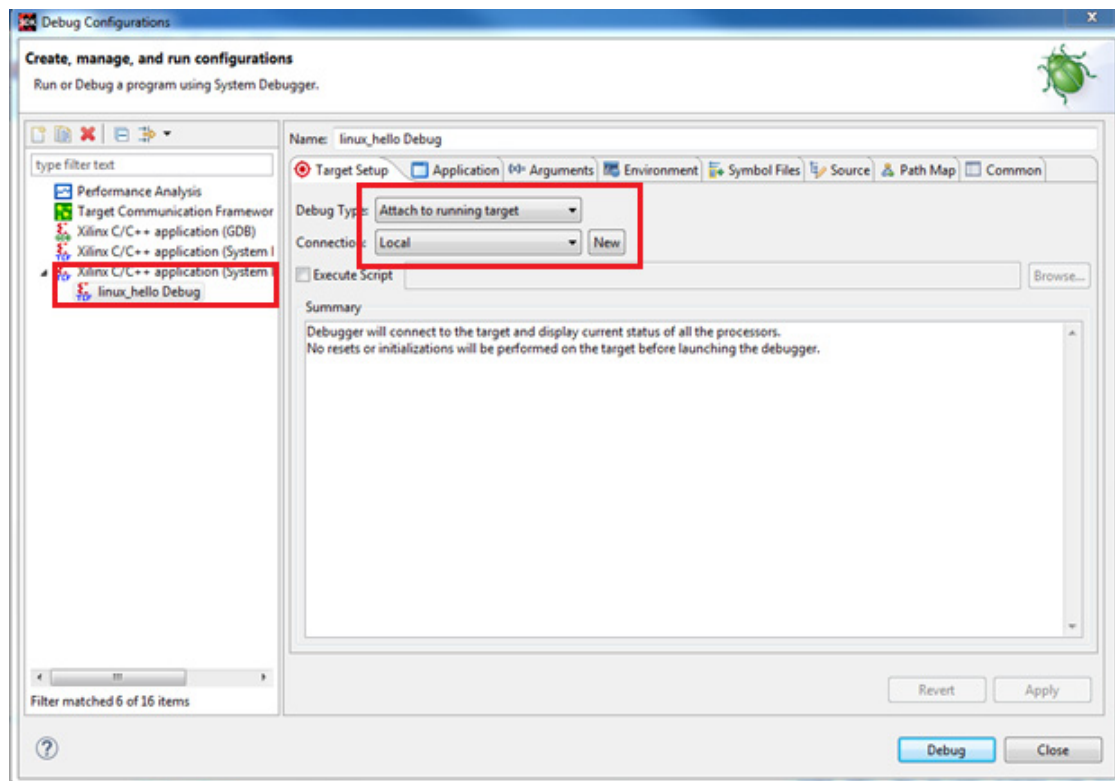 Debug Configurations
Create, manage, and run configurations
Run or Debug a program using System Debugger.
type filter text
Performance Analysis
Target Communication Framewor
Xilinx C/C++ application (GDB)
Xilinx C/C++ application (System
Xilinx C/C++ application (System
linux_hello Debug
Filter matched 6 of 16 items
Name: linux_hello Debug
Target Setup Application Arguments Environment Symbol Files Source Path Map Common
Debug Type: Attach to running target
Connection: Local New
Execute Script Browse...
Summary
Debugger will connect to the target and display current status of all the processors.
No resets or initializations will be performed on the target before launching the debugger.
Revert Apply
Debug Close